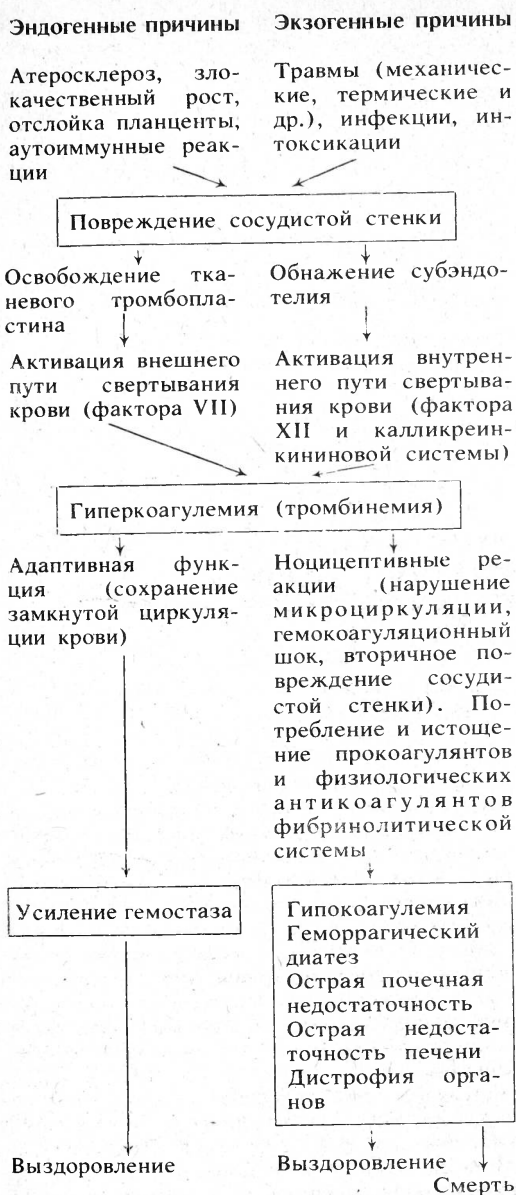 Эндогенные причины
Атеросклероз, зло-
качественный рост,
отслойка планценты,
аутоиммунные реак-
ции
Экзогенные причины
Травмы (механичес-
кие, термические и
др.), инфекции, ин-
токсикации
Повреждение сосудистой стенки
Освобождение тка-
невого тромбопла-
стина
Обнажение субэндо-
телия
Активация внешнего
пути свертывания
крови (фактора VII)
Активация внутрен-
него пути свертыва-
ния крови (фактора
XII и калликреин-
кининовой системы)
Гиперкоагулемия (тромбинемия)
Адаптивная функ-
ция (сохранение
замкнутой циркуля-
ции крови)
Ноцицептивные ре-
акции (нарушение
микроциркуляции,
гемокоагуляционный
шок, вторичное по-
вреждение сосуди-
стой стенки). По-
требление и истоще-
ние прокоагулянтов
и физиологических
антикоагулянтов
фибринолитической
системы
Усиление гемостаза
Гипокоагулемия
Геморрагический
диатез
Острая почечная
недостаточность
Острая недоста-
точность печени
Дистрофия орга-
нов
Выздоровление
Выздоровление
Смерть